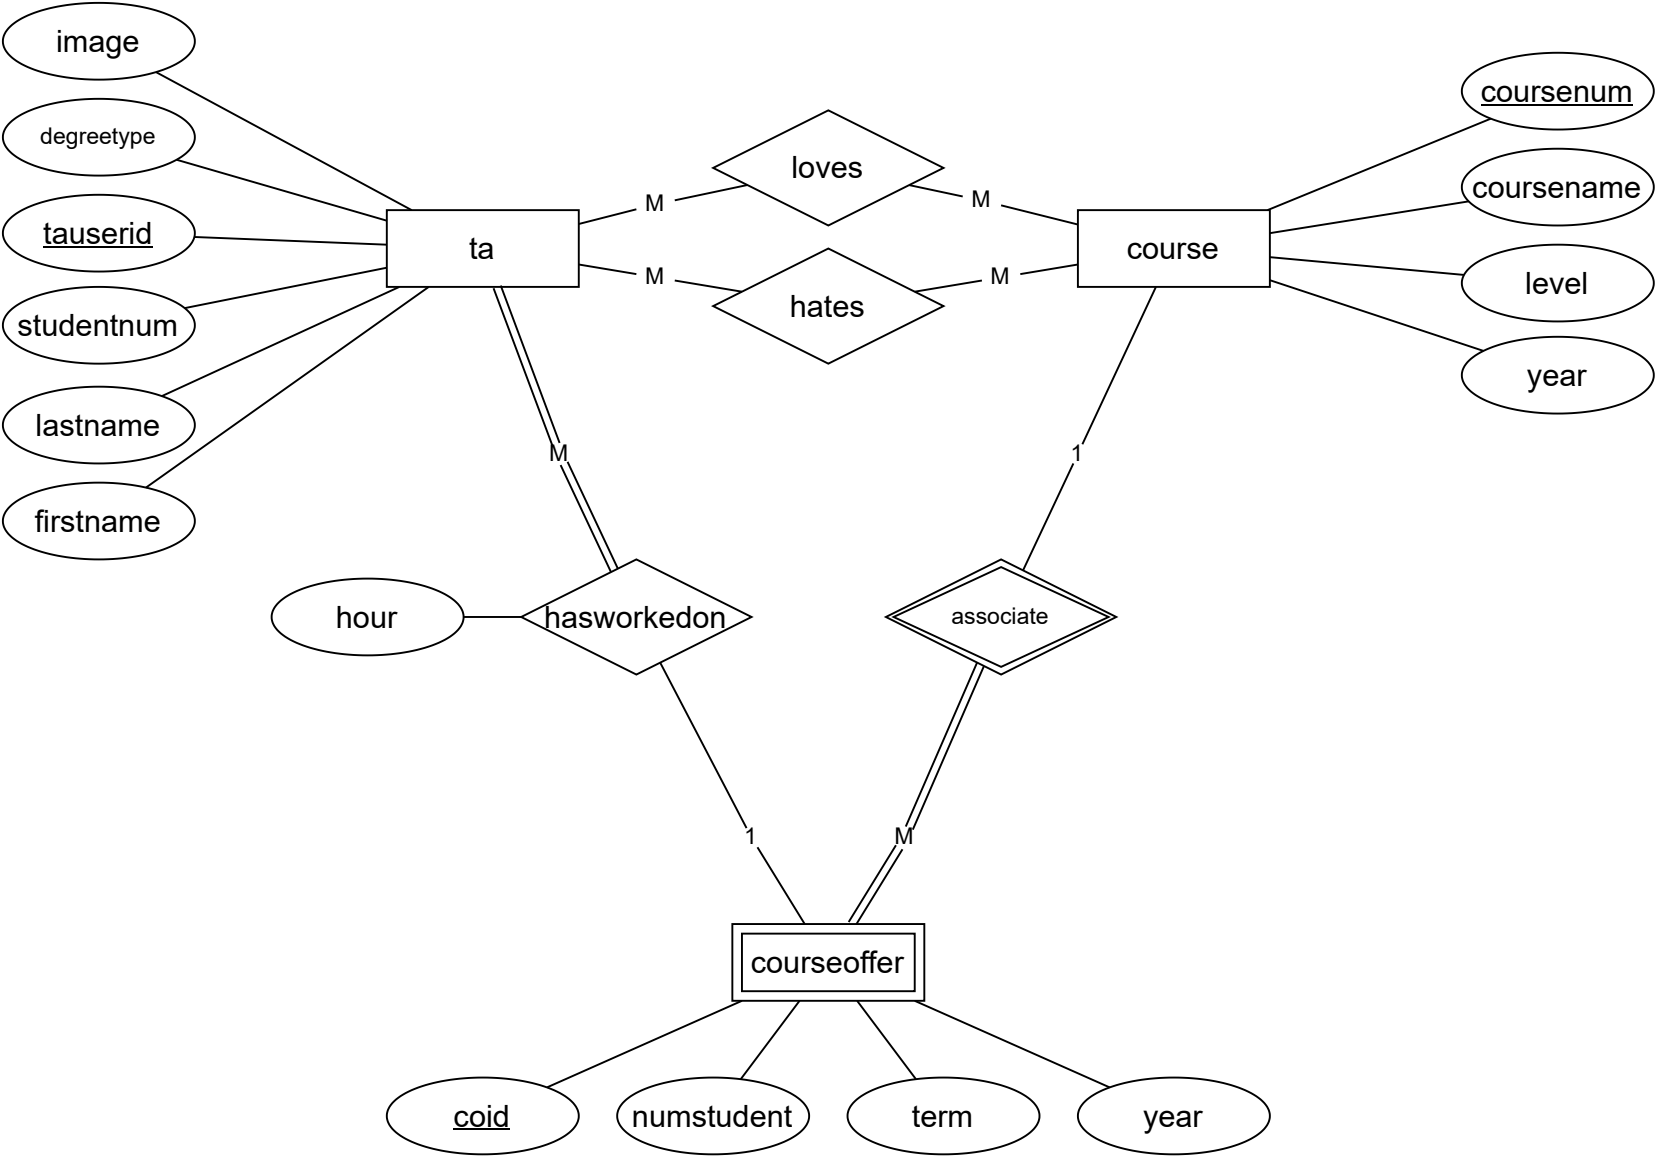 image
degreetype
tauserid
studentnum
lastname
firstname
ta
loves
hates
M
M
M
M
course
coursenum
coursename
level
year
M
1
hour
hasworkedon
associate
1
M
courseoffer
coid
numstudent
term
year